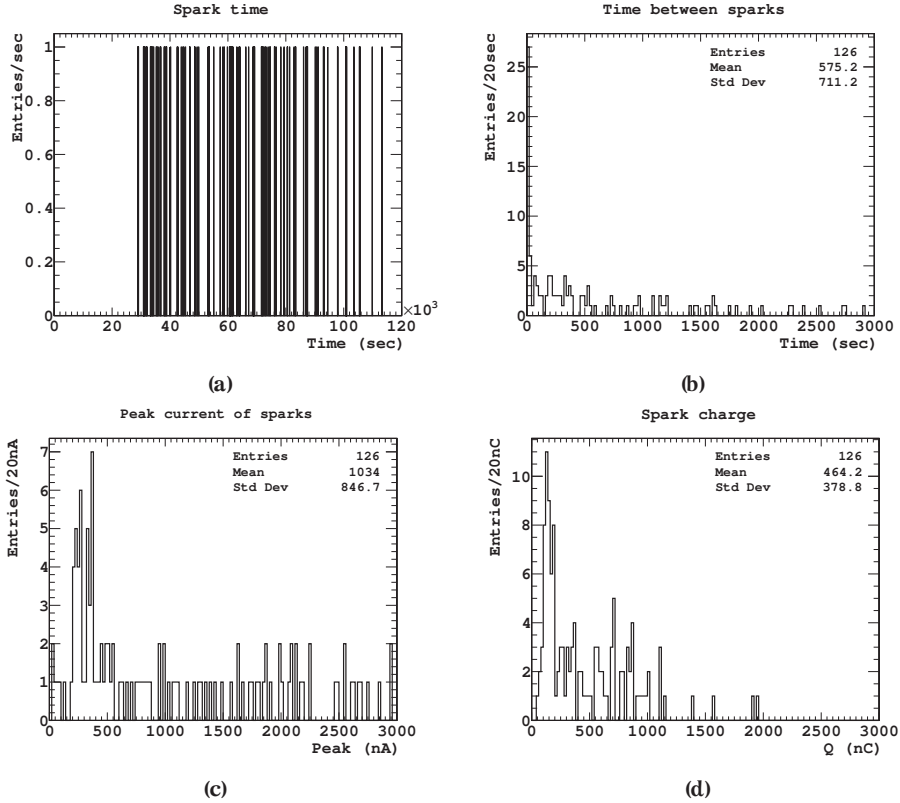 Spark time
Entries/sec
1
0.8
0.6
0.4
0.2
0
0 20 40 60 80 100 120
×10³
Time (sec)
(a)
Time between sparks
Entries/20sec
Entries 126
Mean 575.2
Std Dev 711.2
25
20
15
10
5
0
0 500 1000 1500 2000 2500 3000
Time (sec)
(b)
Peak current of sparks
Entries/20nA
Entries 126
Mean 1034
Std Dev 846.7
7
6
5
4
3
2
1
0
0 500 1000 1500 2000 2500 3000
Peak (nA)
(c)
Spark charge
Entries/20nC
Entries 126
Mean 464.2
Std Dev 378.8
10
8
6
4
2
0
0 500 1000 1500 2000 2500 3000
Q (nC)
(d)